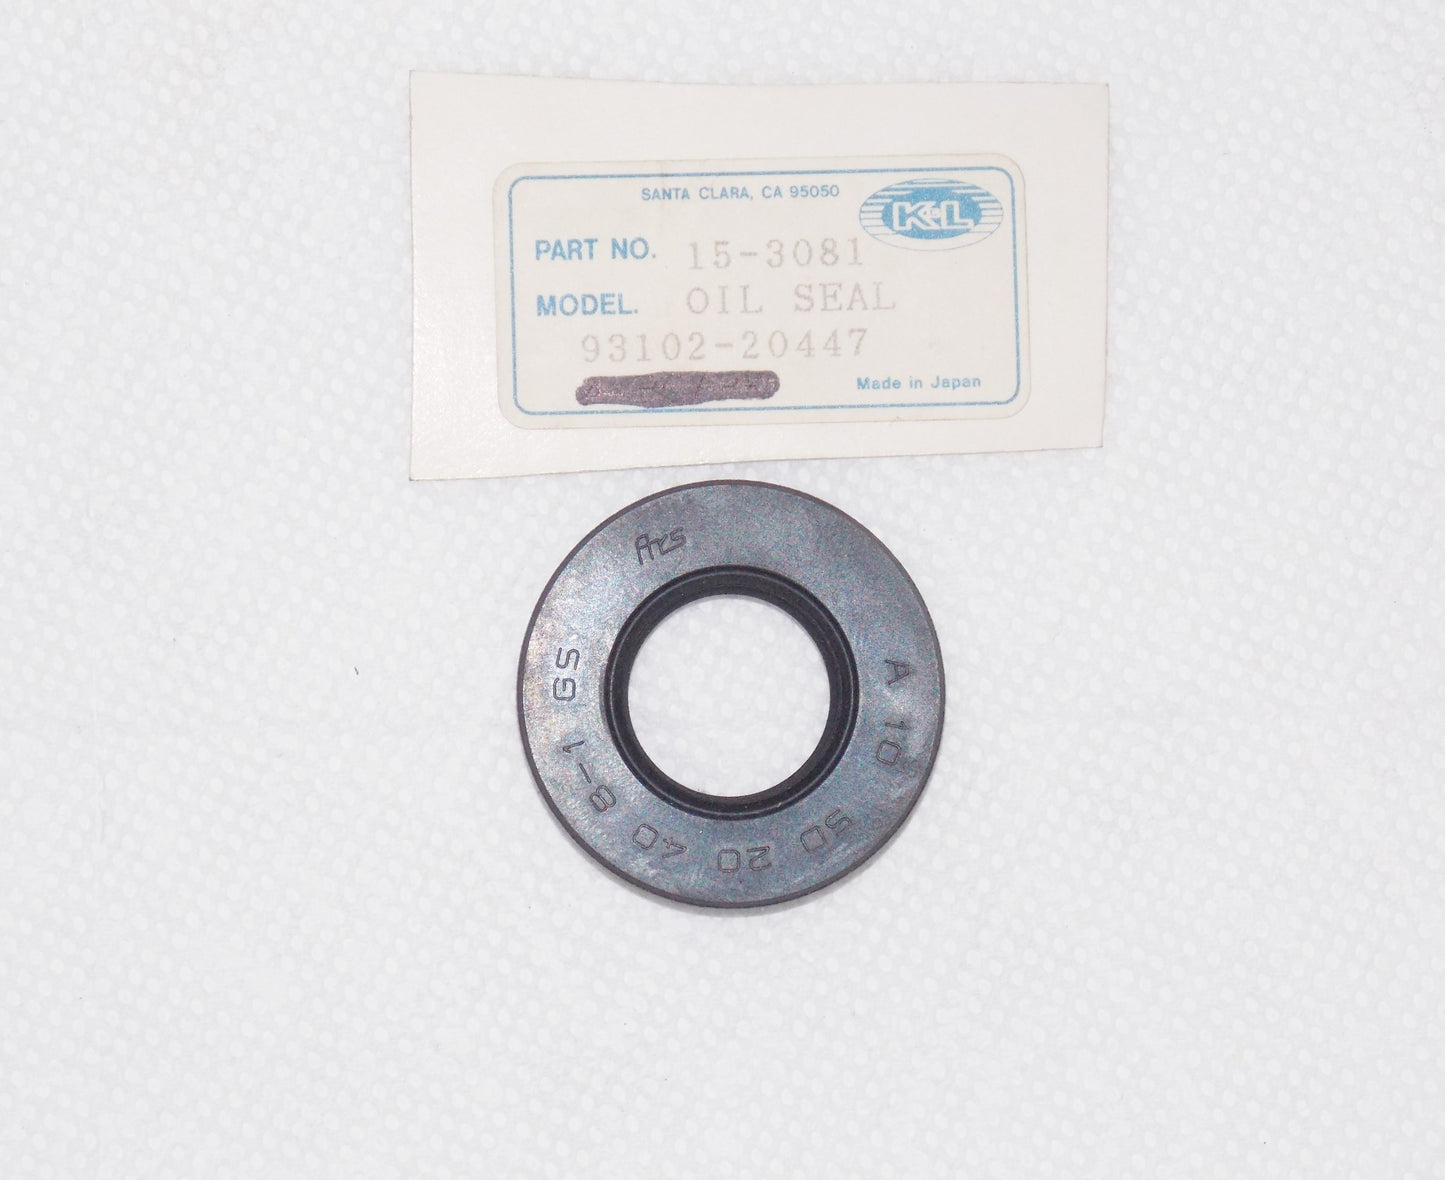 SANTA CLARA, CA 95050
K&L
PART NO. 15-3081
MODEL. OIL SEAL
93102-20447
Made in Japan
Ars
A 10 SD 20 40 8-1 GS